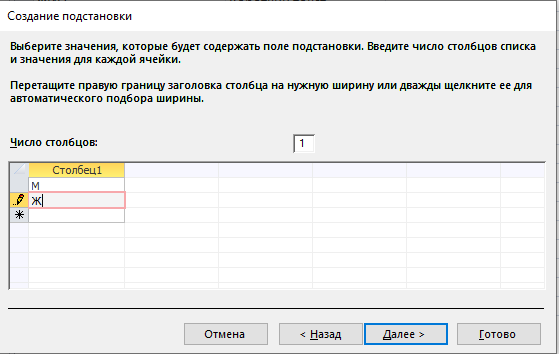 Создание подстановки
Выберите значения, которые будет содержать поле подстановки. Введите число столбцов списка
и значения для каждой ячейки.
Перетащите правую границу заголовка столбца на нужную ширину или дважды щелкните ее для
автоматического подбора ширины.
Число столбцов: 1
Столбец1
М
Ж
Отмена < Назад Далее > Готово